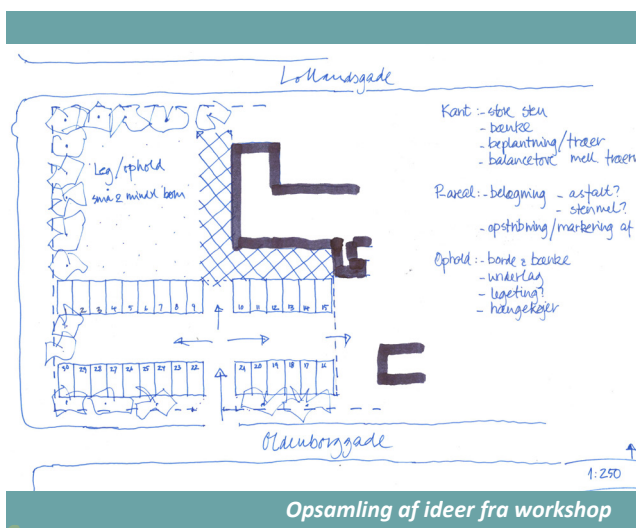 Lollandsgade
Kant :- store sten
- bænke
- beplantning/træer
- balancetove mell træern
P-areal :- belægning - asfalt?
- stenmel?
- opstribning/markering af
Ophold :- borde & bænke
- underlag
- legeting?
- hængekøjer
Leg/ophold
små & mindre børn
2 3 4 5 6 7 8 9 10 11 12 13 14 15
30 29 28 27 26 25 24 23 22 21 20 19 18 17 16
Oldenborggade
1:250
Opsamling af ideer fra workshop